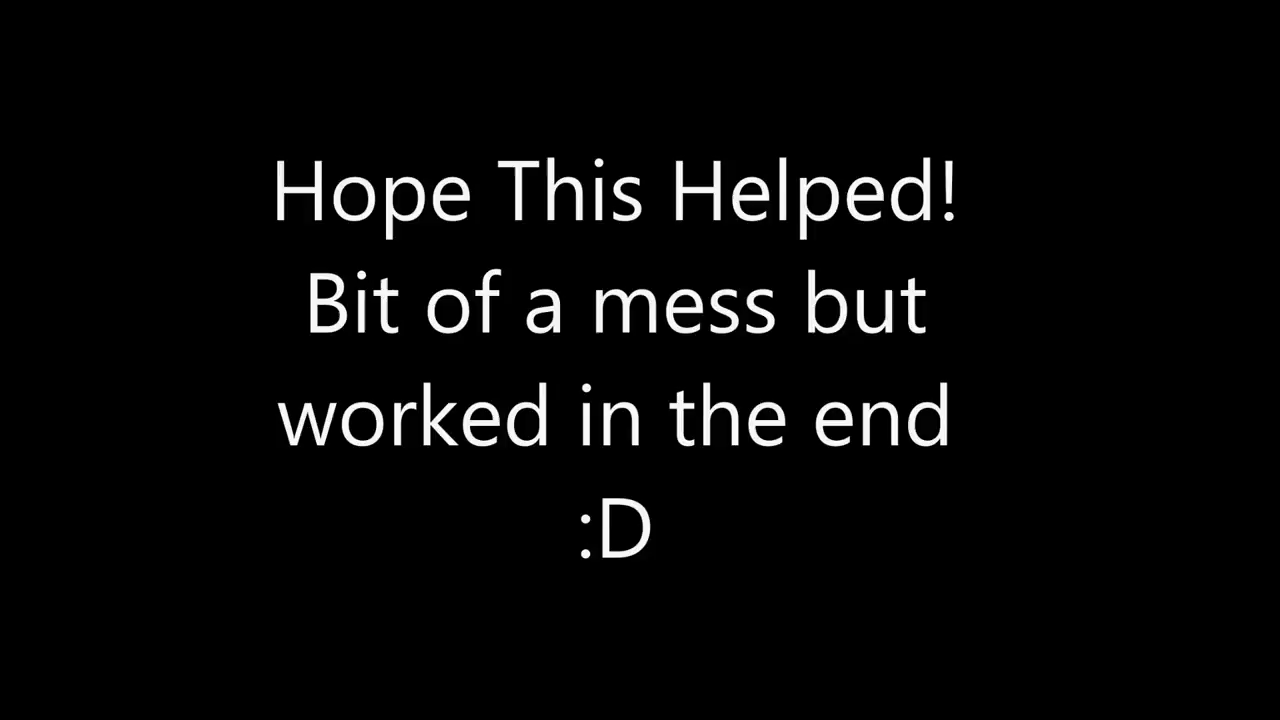 Hope This Helped!
Bit of a mess but
worked in the end
:D